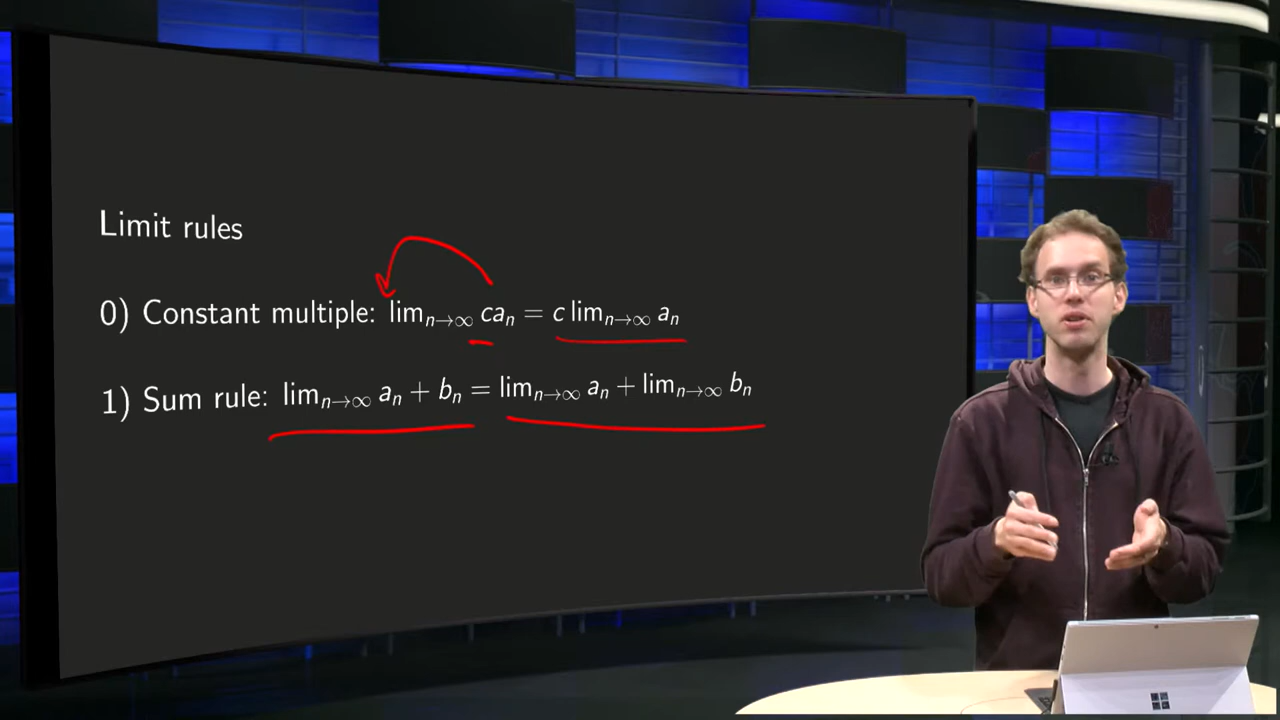 Limit rules
0) Constant multiple: lim_{n→∞} ca_n = c lim_{n→∞} a_n
1) Sum rule: lim_{n→∞} a_n + b_n = lim_{n→∞} a_n + lim_{n→∞} b_n